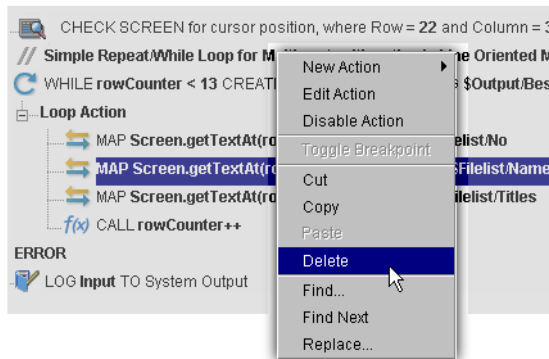 CHECK SCREEN for cursor position, where Row = 22 and Column = 3
// Simple Repeat/While Loop for M
WHILE rowCounter < 13 CREAT
$Output/Bes
Loop Action
MAP Screen.getTextAt(ro
elist/No
MAP Screen.getTextAt(ro
Filelist/Name
MAP Screen.getTextAt(ro
ilelist/Titles
f(x) CALL rowCounter++
ERROR
LOG Input TO System Output
New Action
Edit Action
Disable Action
Toggle Breakpoint
Cut
Copy
Paste
Delete
Find...
Find Next
Replace...